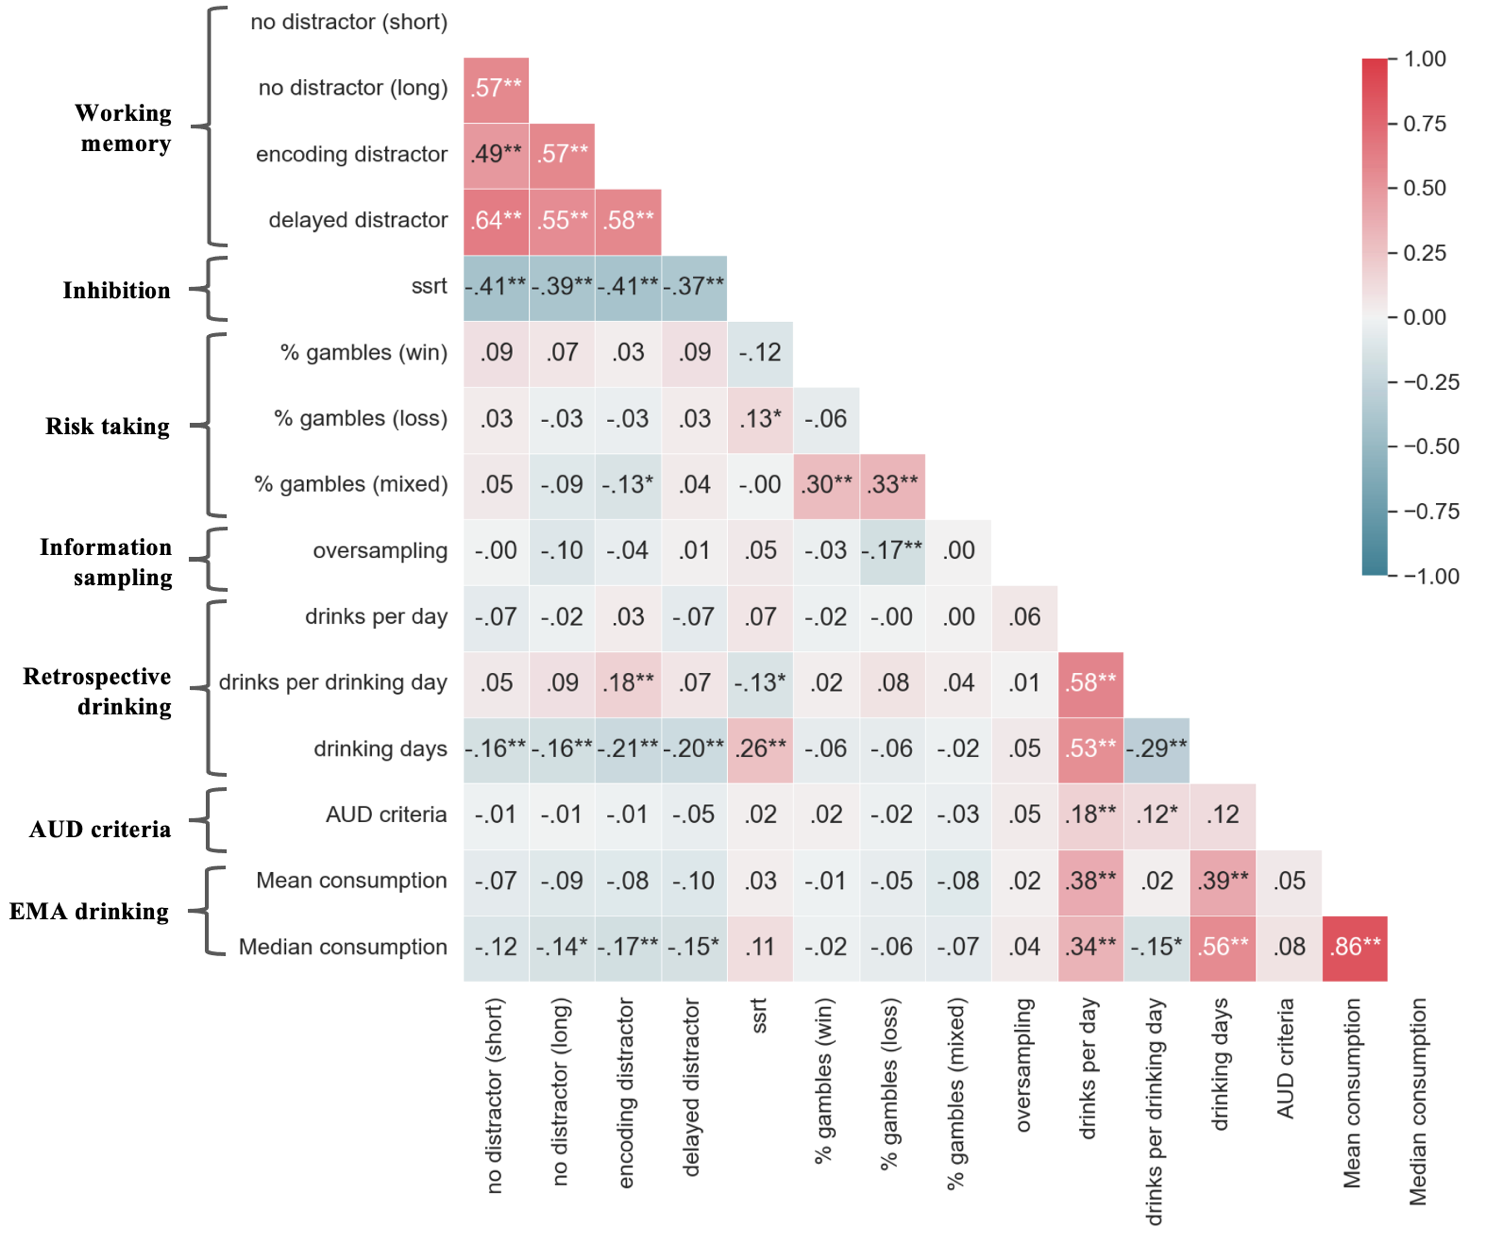 no distractor (short)
Working
memory
no distractor (long) .57**
encoding distractor .49** .57**
delayed distractor .64** .55** .58**
Inhibition
ssrt -.41** -.39** -.41** -.37**
Risk taking
% gambles (win) .09 .07 .03 .09 -.12
% gambles (loss) .03 -.03 -.03 .03 .13* -.06
% gambles (mixed) .05 -.09 -.13* .04 -.00 .30** .33**
Information
sampling
oversampling -.00 -.10 -.04 .01 .05 -.03 -.17** .00
Retrospective
drinking
drinks per day -.07 -.02 .03 -.07 .07 -.02 -.00 .00 .06
drinks per drinking day .05 .09 .18** .07 -.13* .02 .08 .04 .01 .58**
drinking days -.16** -.16** -.21** -.20** .26** -.06 -.06 -.02 .05 .53** -.29**
AUD criteria
AUD criteria -.01 -.01 -.01 -.05 .02 .02 -.02 -.03 .05 .18** .12* .12
EMA drinking
Mean consumption -.07 -.09 -.08 -.10 .03 -.01 -.05 -.08 .02 .38** .02 .39** .05
Median consumption -.12 -.14* -.17** -.15* .11 -.02 -.06 -.07 .04 .34** -.15* .56** .08 .86**
no distractor (short)
no distractor (long)
encoding distractor
delayed distractor
ssrt
% gambles (win)
% gambles (loss)
% gambles (mixed)
oversampling
drinks per day
drinks per drinking day
drinking days
AUD criteria
Mean consumption
Median consumption
1.00
0.75
0.50
0.25
0.00
−0.25
−0.50
−0.75
−1.00